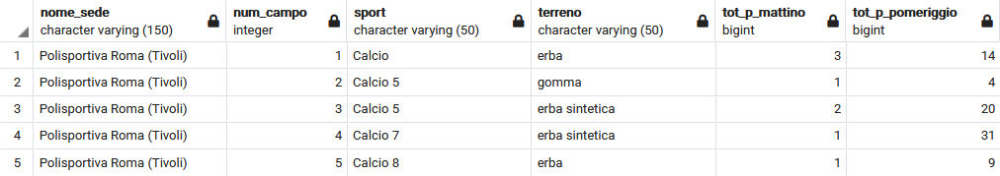 nome_sede num_campo sport terreno tot_p_mattino tot_p_pomeriggio
character varying (150) integer character varying (50) character varying (50) bigint bigint
1 Polisportiva Roma (Tivoli) 1 Calcio erba 3 14
2 Polisportiva Roma (Tivoli) 2 Calcio 5 gomma 1 4
3 Polisportiva Roma (Tivoli) 3 Calcio 5 erba sintetica 2 20
4 Polisportiva Roma (Tivoli) 4 Calcio 7 erba sintetica 1 31
5 Polisportiva Roma (Tivoli) 5 Calcio 8 erba 1 9